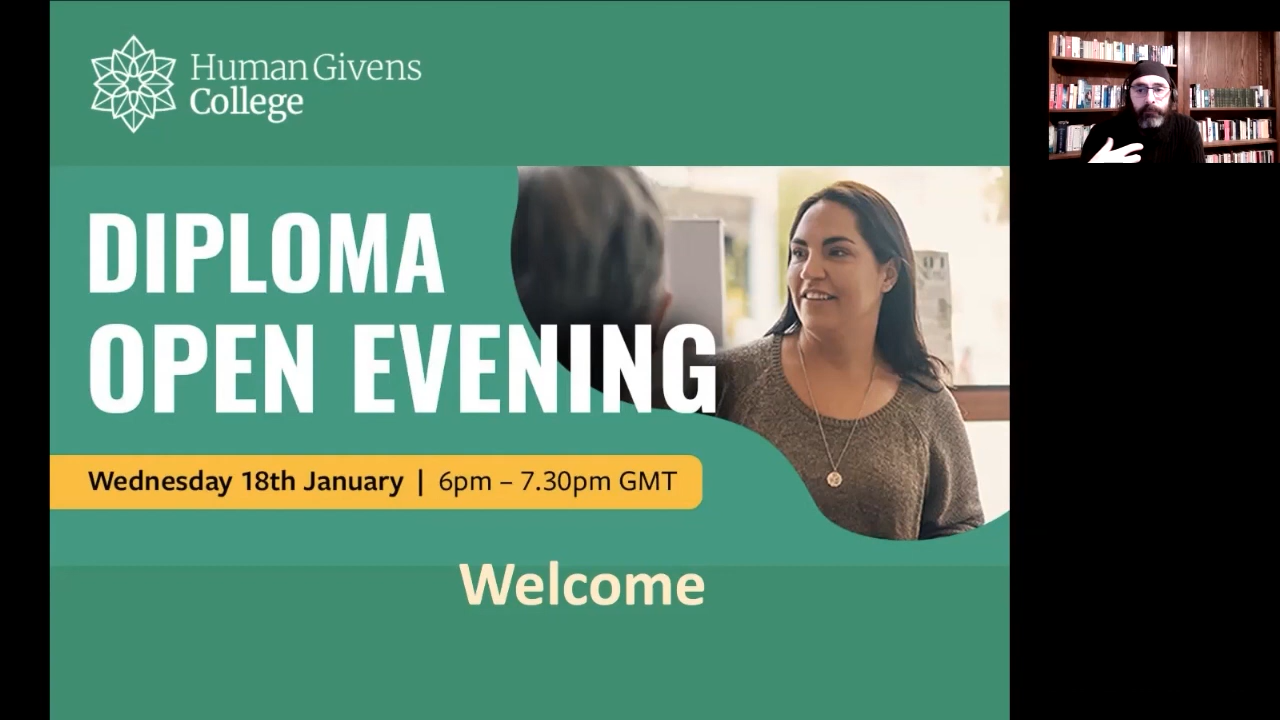 Human Givens
College
DIPLOMA
OPEN EVENING
Wednesday 18th January | 6pm – 7.30pm GMT
Welcome